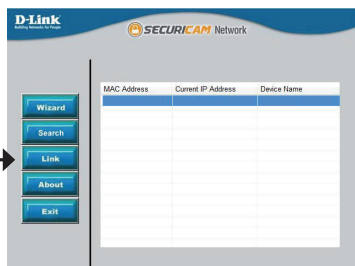 D-Link
Building Networks for People
SECURICAM Network
MAC Address Current IP Address Device Name
Wizard
Search
Link
About
Exit